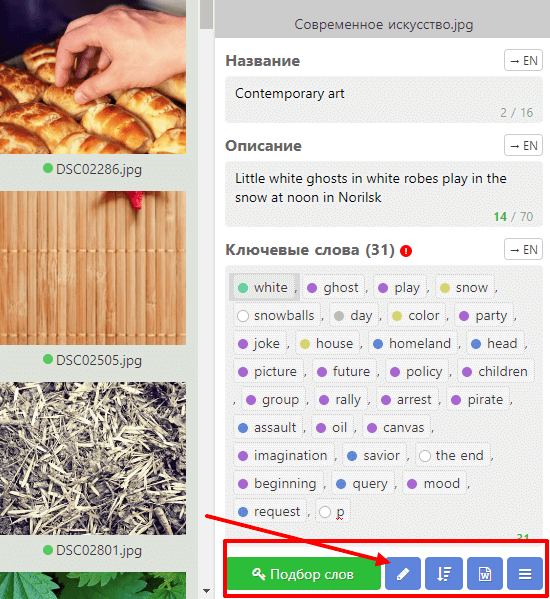 DSC02286.jpg
DSC02505.jpg
DSC02801.jpg
Современное искусство.jpg
Название
→ EN
Contemporary art
2 / 16
Описание
→ EN
Little white ghosts in white robes play in the
snow at noon in Norilsk
14 / 70
Ключевые слова (31)
→ EN
white , ghost , play , snow ,
snowballs , day , color , party ,
joke , house , homeland , head ,
picture , future , policy , children
, group , rally , arrest , pirate ,
assault , oil , canvas ,
imagination , savior , the end ,
beginning , query , mood ,
request , p
31
Подбор слов
W